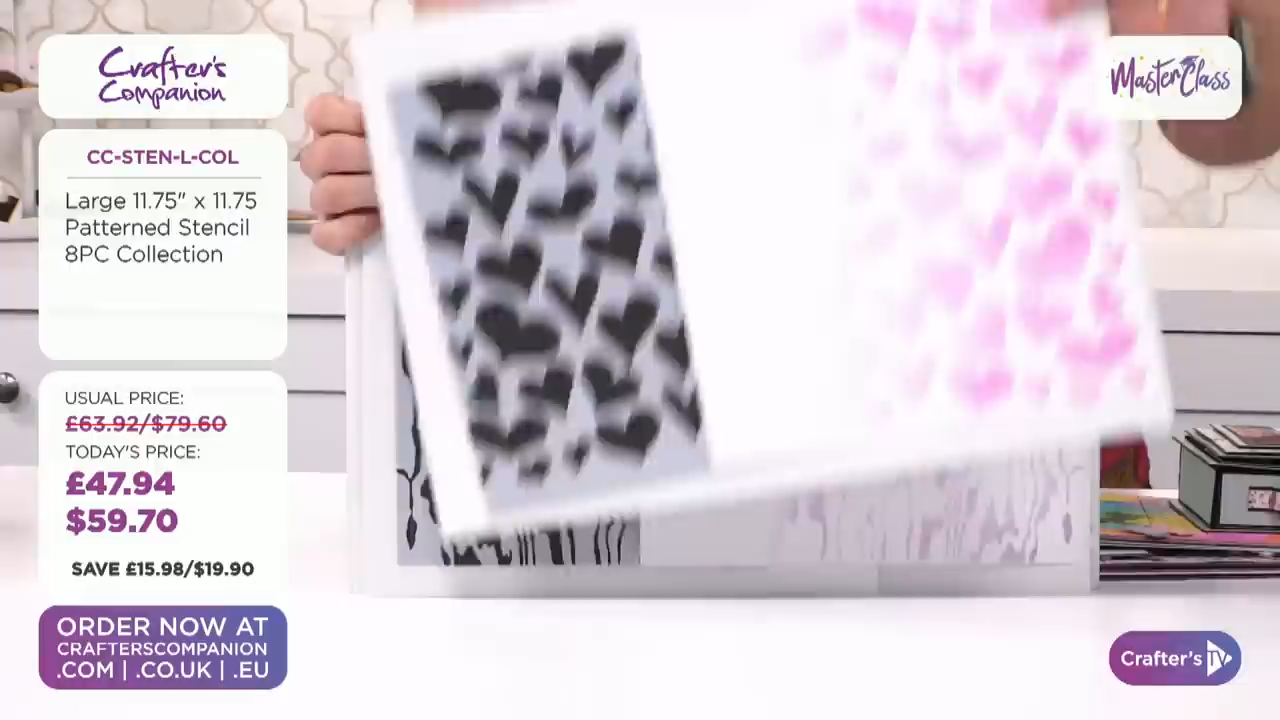 Crafter's
Companion
CC-STEN-L-COL
Large 11.75" x 11.75
Patterned Stencil
8PC Collection
USUAL PRICE:
£63.92/$79.60
TODAY'S PRICE:
£47.94
$59.70
SAVE £15.98/$19.90
ORDER NOW AT
CRAFTERSCOMPANION
.COM | .CO.UK | .EU
MasterClass
Crafter's TV